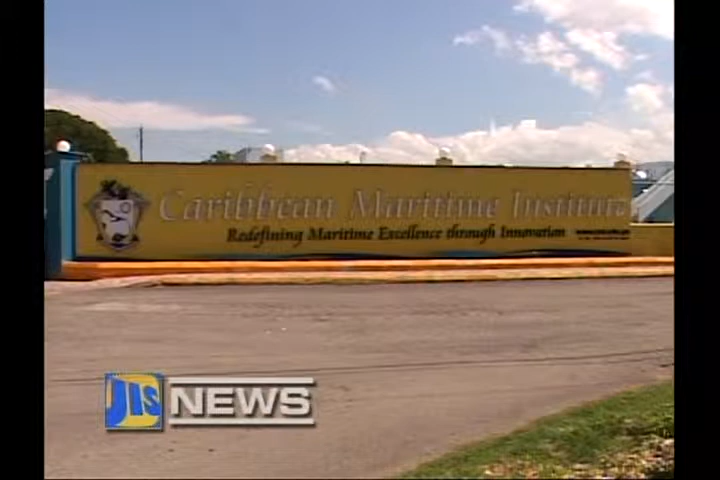 Caribbean Maritime Institute
Redefining Maritime Excellence through Innovation
JIS NEWS